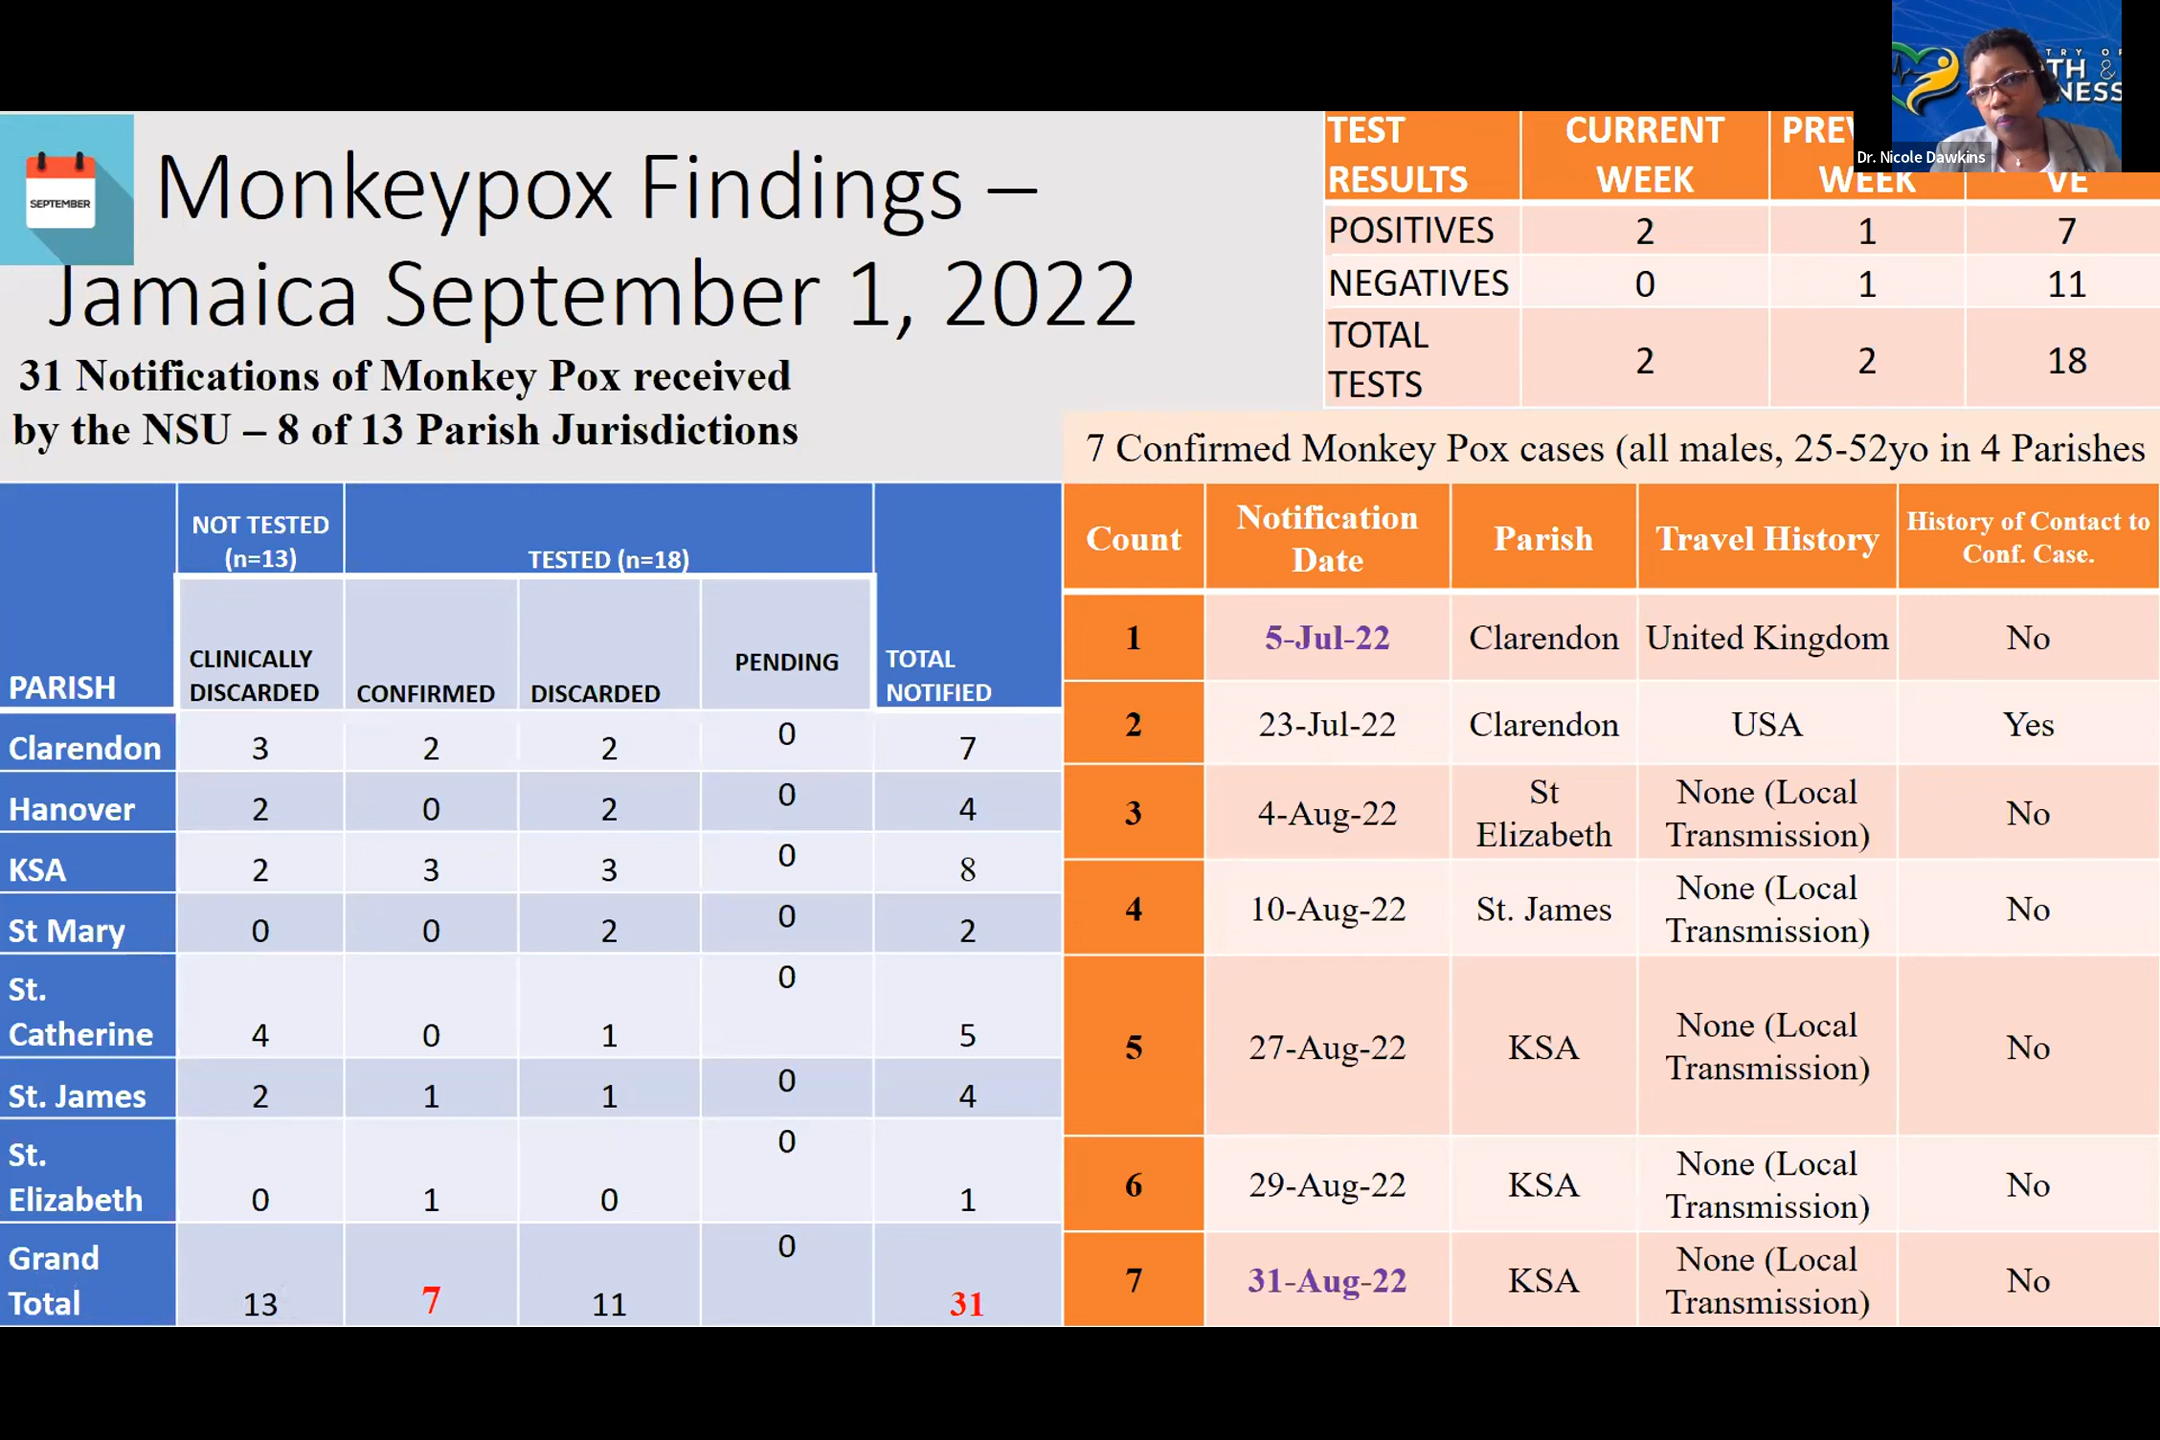 SEPTEMBER
Monkeypox Findings –
Jamaica September 1, 2022
31 Notifications of Monkey Pox received
by the NSU – 8 of 13 Parish Jurisdictions
TEST RESULTS CURRENT WEEK WEEK
POSITIVES 2 1 7
NEGATIVES 0 1 11
TOTAL TESTS 2 2 18
Dr. Nicole Dawkins
7 Confirmed Monkey Pox cases (all males, 25-52yo in 4 Parishes
PARISH NOT TESTED (n=13) TESTED (n=18) TOTAL NOTIFIED
CLINICALLY DISCARDED CONFIRMED DISCARDED PENDING
Clarendon 3 2 2 0 7
Hanover 2 0 2 0 4
KSA 2 3 3 0 8
St Mary 0 0 2 0 2
St. Catherine 4 0 1 0 5
St. James 2 1 1 0 4
St. Elizabeth 0 1 0 0 1
Grand Total 13 7 11 0 31
Count Notification Date Parish Travel History History of Contact to Conf. Case.
1 5-Jul-22 Clarendon United Kingdom No
2 23-Jul-22 Clarendon USA Yes
3 4-Aug-22 St Elizabeth None (Local Transmission) No
4 10-Aug-22 St. James None (Local Transmission) No
5 27-Aug-22 KSA None (Local Transmission) No
6 29-Aug-22 KSA None (Local Transmission) No
7 31-Aug-22 KSA None (Local Transmission) No